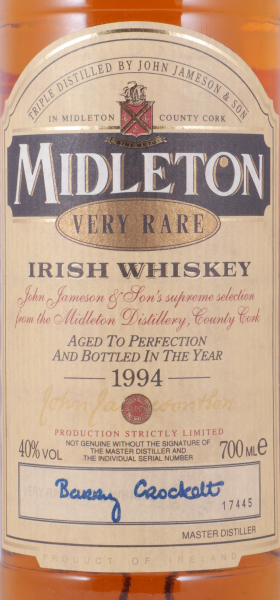 TRIPLE DISTILLED BY JOHN JAMESON & SON
IN MIDLETON COUNTY CORK
MIDLETON
VERY RARE
IRISH WHISKEY
John Jameson & Son's supreme selection
from the Midleton Distillery, County Cork
AGED TO PERFECTION
AND BOTTLED IN THE YEAR
1994
PRODUCTION STRICTLY LIMITED
40% VOL
NOT GENUINE WITHOUT THE SIGNATURE OF
THE MASTER DISTILLER AND
THE INDIVIDUAL SERIAL NUMBER
700 ML e
Barry Crockett
17445
MASTER DISTILLER
PRODUCT OF IRELAND